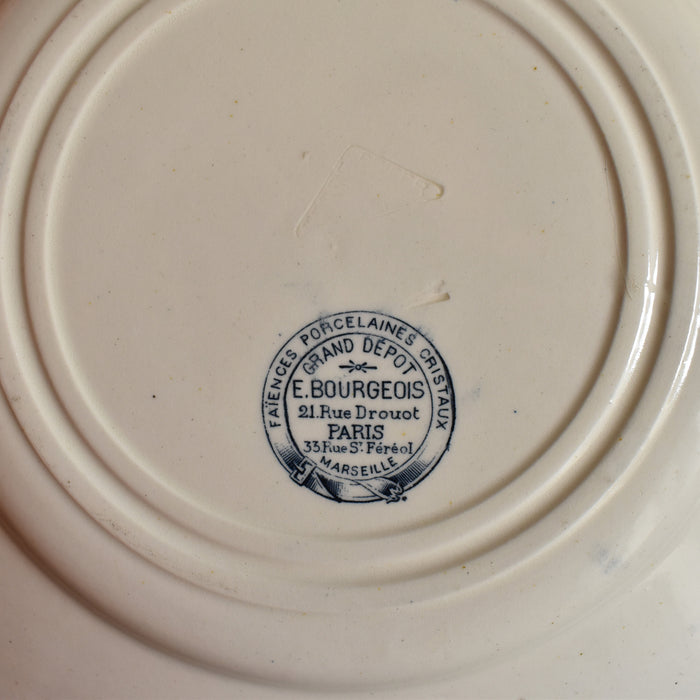 FAÏENCES PORCELAINES CRISTAUX
GRAND DÉPOT
E. BOURGEOIS
21.Rue Drouot
PARIS
33 Rue St. Féréol
MARSEILLE